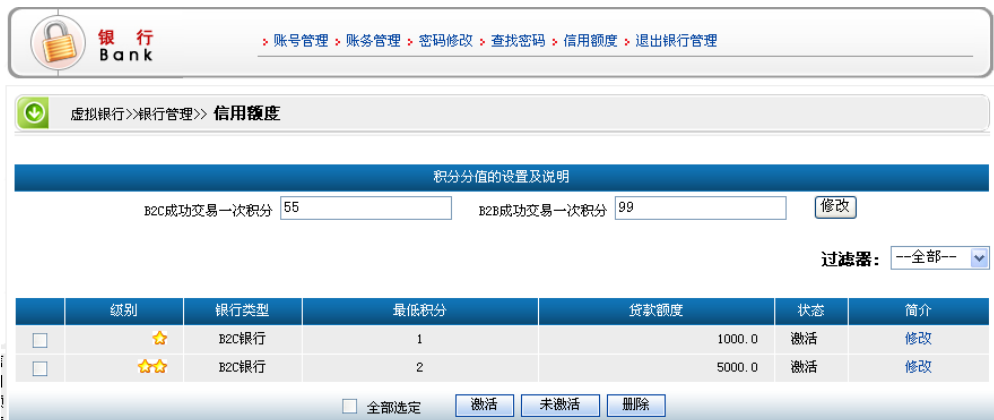 银 行
Bank
> 账号管理 > 账务管理 > 密码修改 > 查找密码 > 信用额度 > 退出银行管理
虚拟银行>>银行管理>> 信用额度
积分分值的设置及说明
B2C成功交易一次积分 55 B2B成功交易一次积分 99 修改
过滤器: --全部--
级别 银行类型 最低积分 贷款额度 状态 简介
B2C银行 1 1000.0 激活 修改
B2C银行 2 5000.0 激活 修改
全部选定 激活 未激活 删除